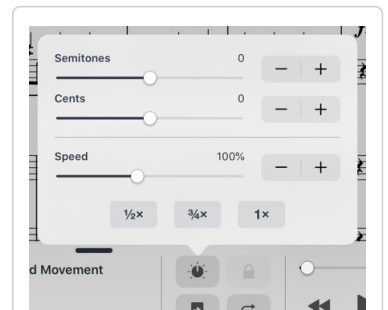 Semitones 0
− +
Cents 0
− +
Speed 100%
− +
½× ¾× 1×
d Movement